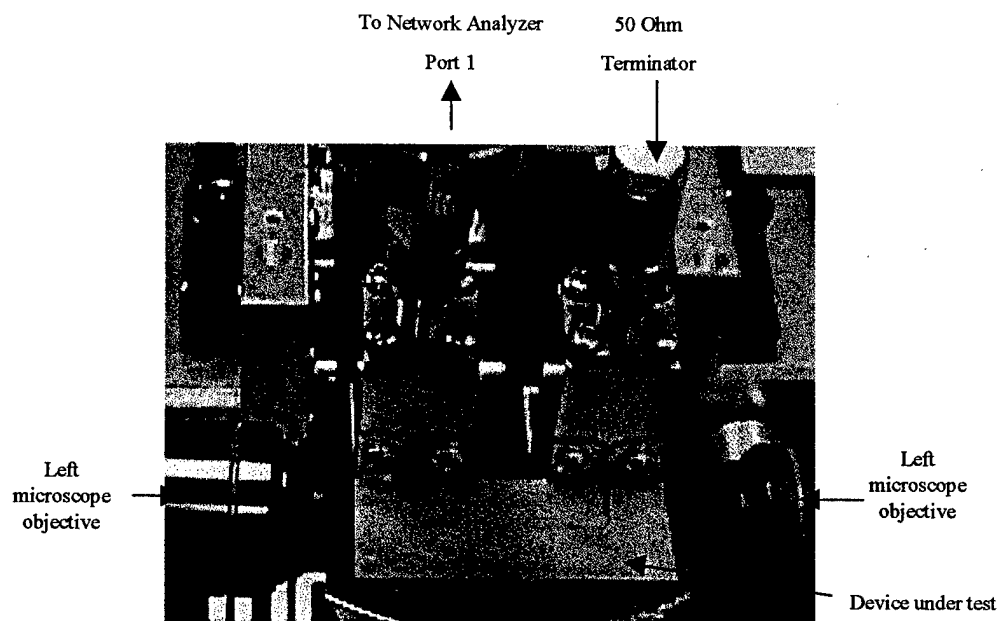 To Network Analyzer
Port 1
50 Ohm
Terminator
Left
microscope
objective
Left
microscope
objective
Device under test